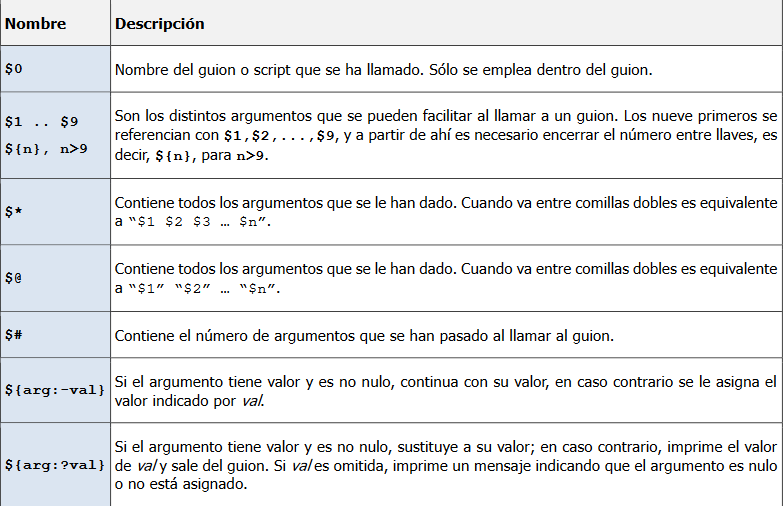 Nombre Descripción
$0 Nombre del guion o script que se ha llamado. Sólo se emplea dentro del guion.
$1 .. $9
${n}, n>9
Son los distintos argumentos que se pueden facilitar al llamar a un guion. Los nueve primeros se
referencian con $1,$2,...,$9, y a partir de ahí es necesario encerrar el número entre llaves, es
decir, ${n}, para n>9.
$*
Contiene todos los argumentos que se le han dado. Cuando va entre comillas dobles es equivalente
a “$1 $2 $3 … $n”.
$@
Contiene todos los argumentos que se le han dado. Cuando va entre comillas dobles es equivalente
a “$1” “$2” … “$n”.
$# Contiene el número de argumentos que se han pasado al llamar al guion.
${arg:-val}
Si el argumento tiene valor y es no nulo, continua con su valor, en caso contrario se le asigna el
valor indicado por val.
${arg:?val}
Si el argumento tiene valor y es no nulo, sustituye a su valor; en caso contrario, imprime el valor
de val y sale del guion. Si val es omitida, imprime un mensaje indicando que el argumento es nulo
o no está asignado.